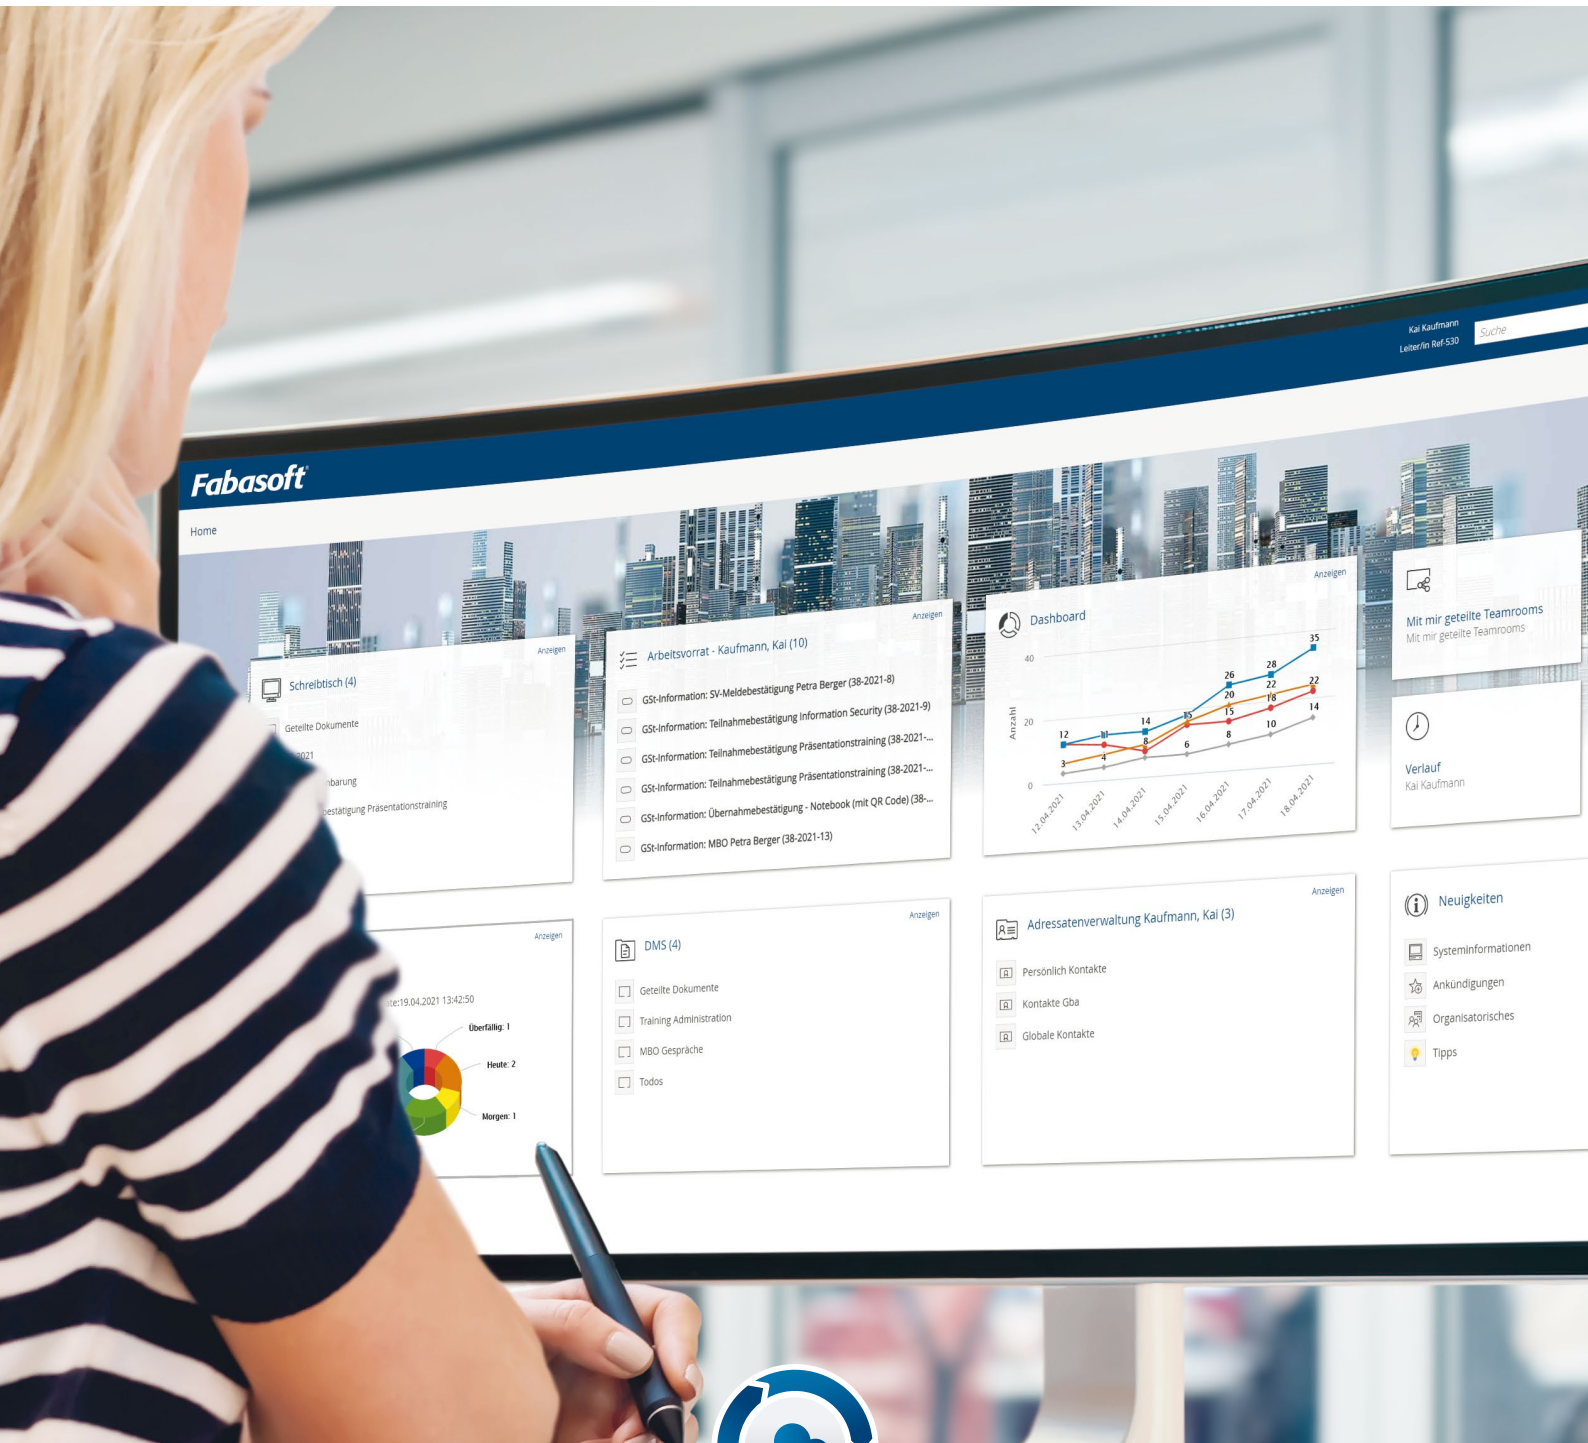 Kai Kaufmann
Leiter/in Ref-530
Suche
Fabasoft
Home
Anzeigen
Schreibtisch (4)
Geteilte Dokumente
2021
Präsentationstraining
Anzeigen
Arbeitsvorrat - Kaufmann, Kai (10)
GSt-Information: SV-Meldebestätigung Petra Berger (38-2021-8)
GSt-Information: Teilnahmebestätigung Information Security (38-2021-9)
GSt-Information: Teilnahmebestätigung Präsentationstraining (38-2021-...
GSt-Information: Teilnahmebestätigung Präsentationstraining (38-2021-...
GSt-Information: Übernahmebestätigung - Notebook (mit QR Code) (38-...
GSt-Information: MBO Petra Berger (38-2021-13)
Anzeigen
Dashboard
Anzahl
40
20
0
12
3
4
14
8
15
6
26
20
15
8
28
22
18
10
35
22
14
12.04.2021
13.04.2021
14.04.2021
15.04.2021
16.04.2021
17.04.2021
18.04.2021
Mit mir geteilte Teamrooms
Mit mir geteilte Teamrooms
Verlauf
Kai Kaufmann
Anzeigen
19.04.2021 13:42:50
Überfällig: 1
Heute: 2
Morgen: 1
Anzeigen
DMS (4)
Geteilte Dokumente
Training Administration
MBO Gespräche
Todos
Anzeigen
Adressatenverwaltung Kaufmann, Kai (3)
Persönlich Kontakte
Kontakte Gba
Globale Kontakte
Neuigkeiten
Systeminformationen
Ankündigungen
Organisatorisches
Tipps